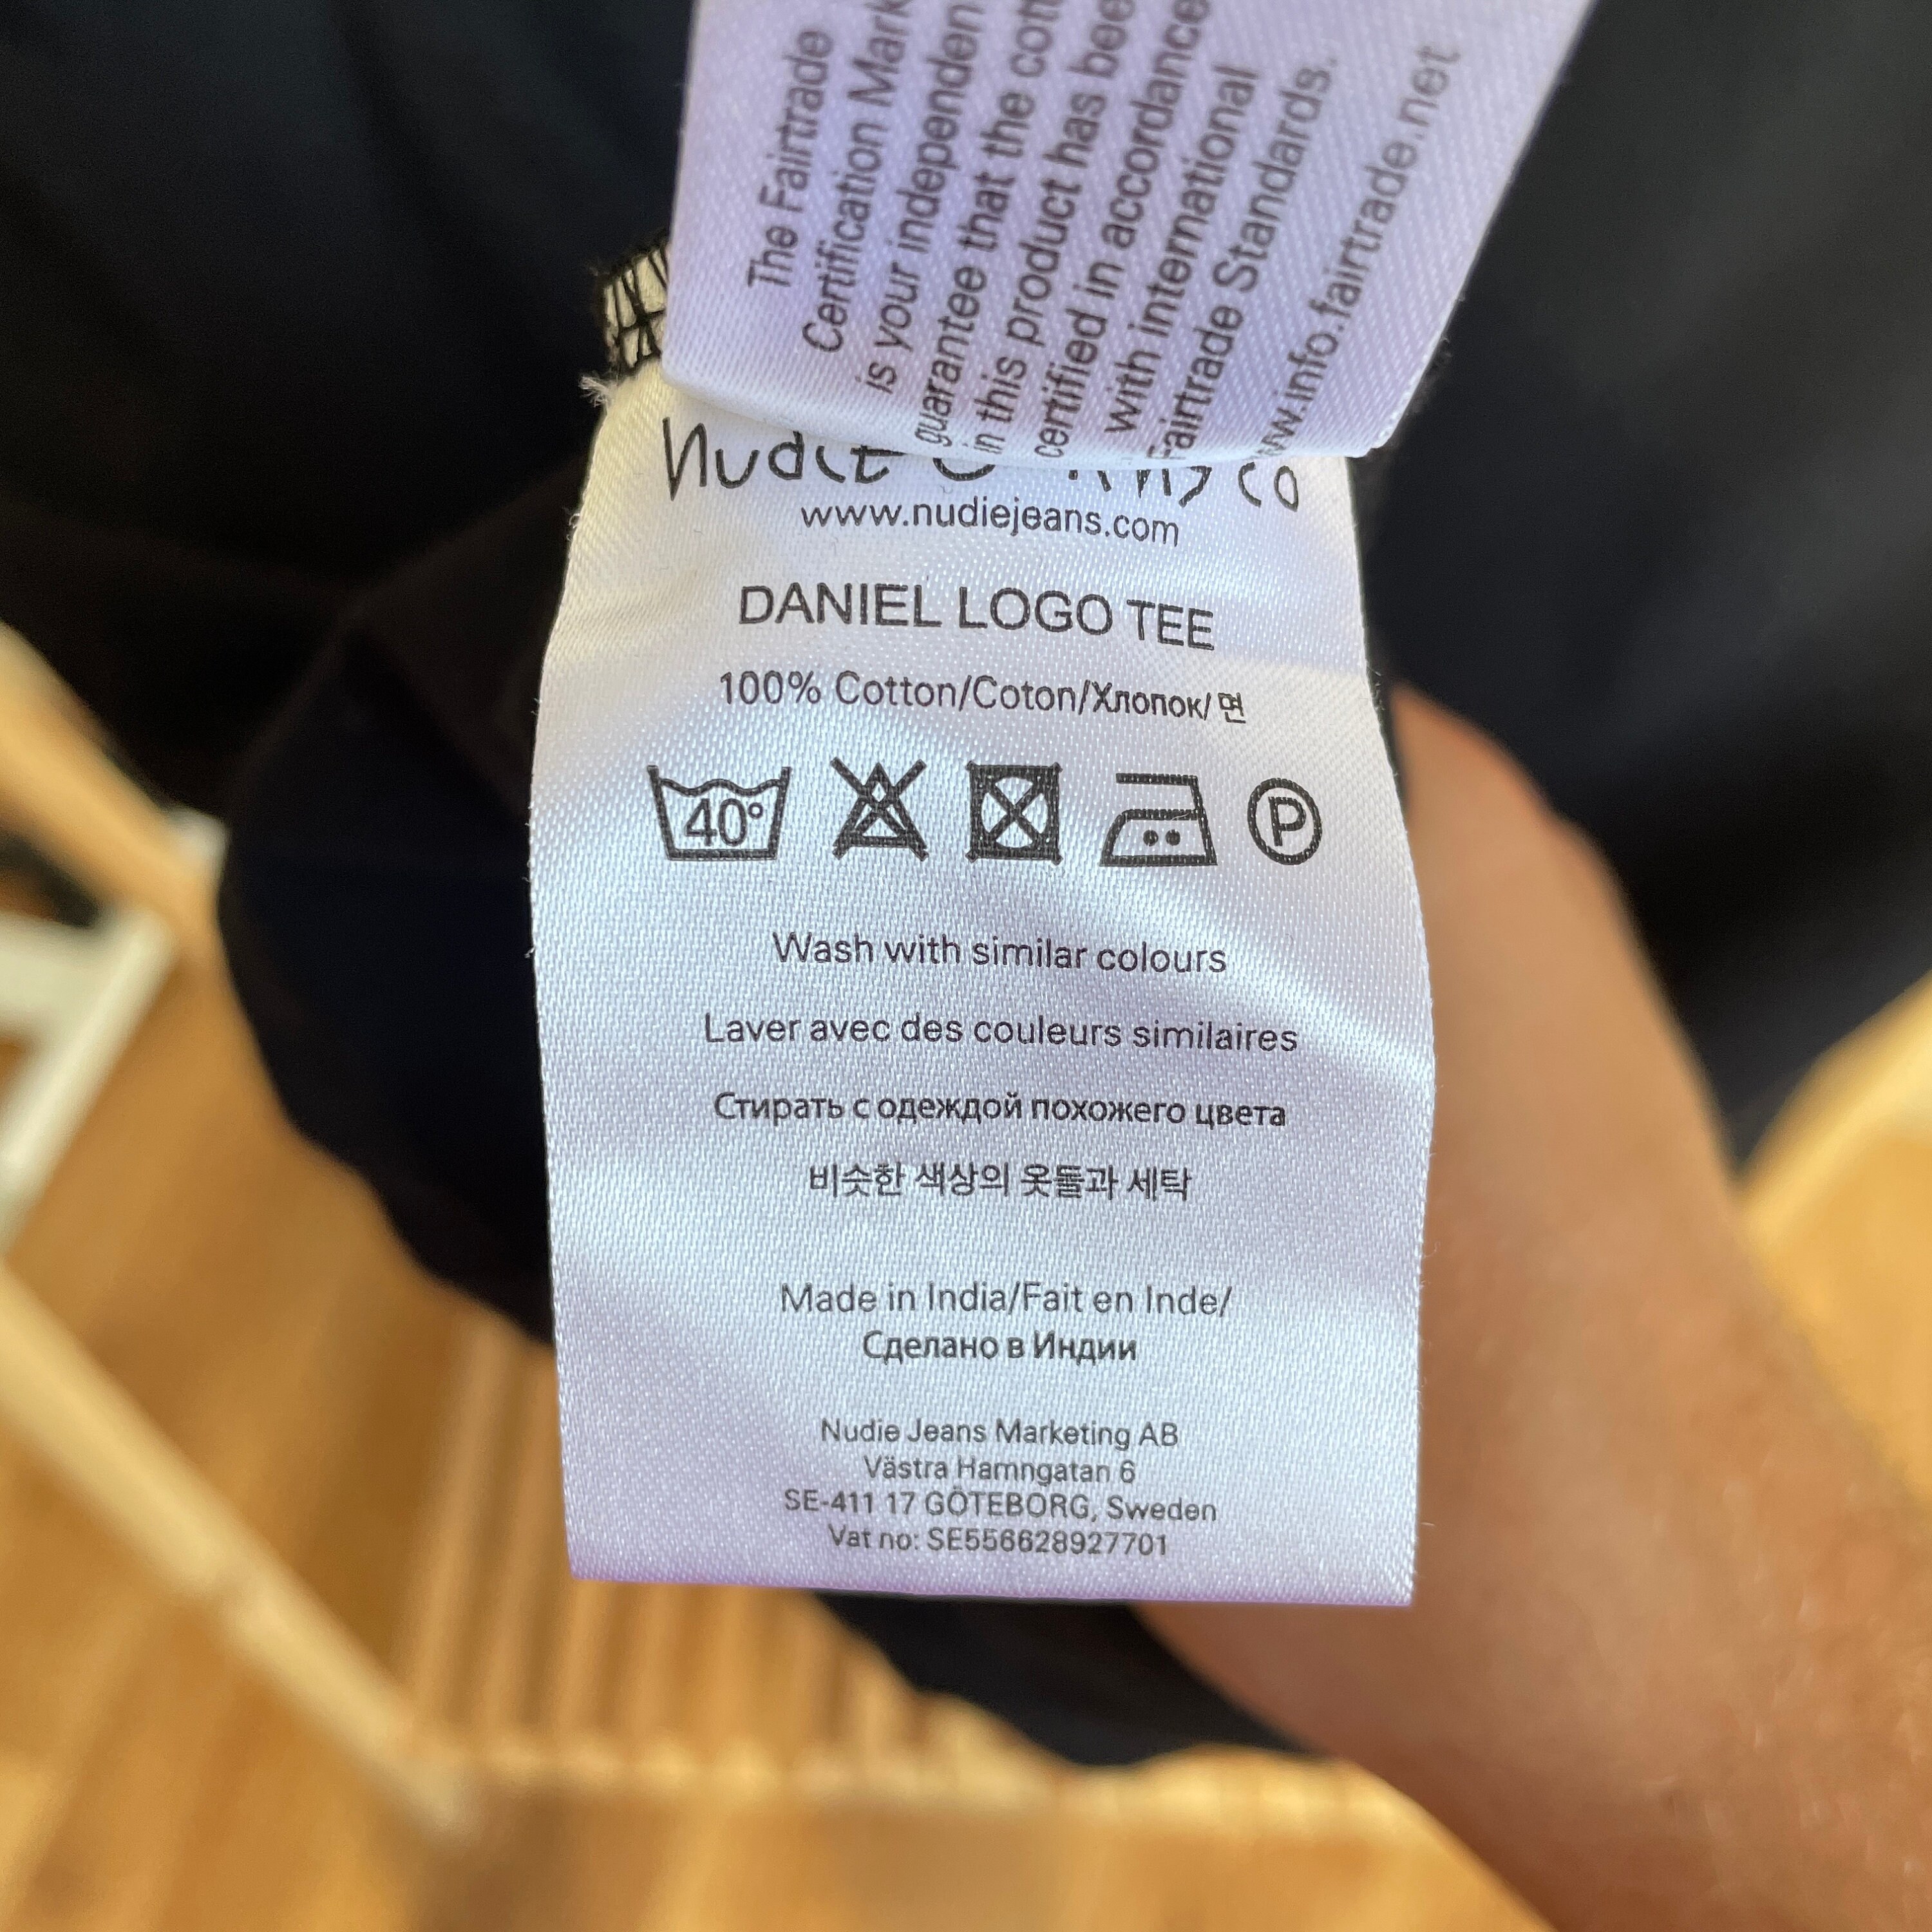 The Fairtrade
Certification Mark
is your independen
guarantee that the cott
in this product has bee
certified in accordance
with international
Fairtrade Standards.
www.info.fairtrade.net
nudie
co
www.nudiejeans.com
DANIEL LOGO TEE
100% Cotton/Coton/Хлопок/면
40°
P
Wash with similar colours
Laver avec des couleurs similaires
Стирать с одеждой похожего цвета
비슷한 색상의 옷들과 세탁
Made in India/Fait en Inde/
Сделано в Индии
Nudie Jeans Marketing AB
Västra Hamngatan 6
SE-411 17 GÖTEBORG, Sweden
Vat no: SE556628927701